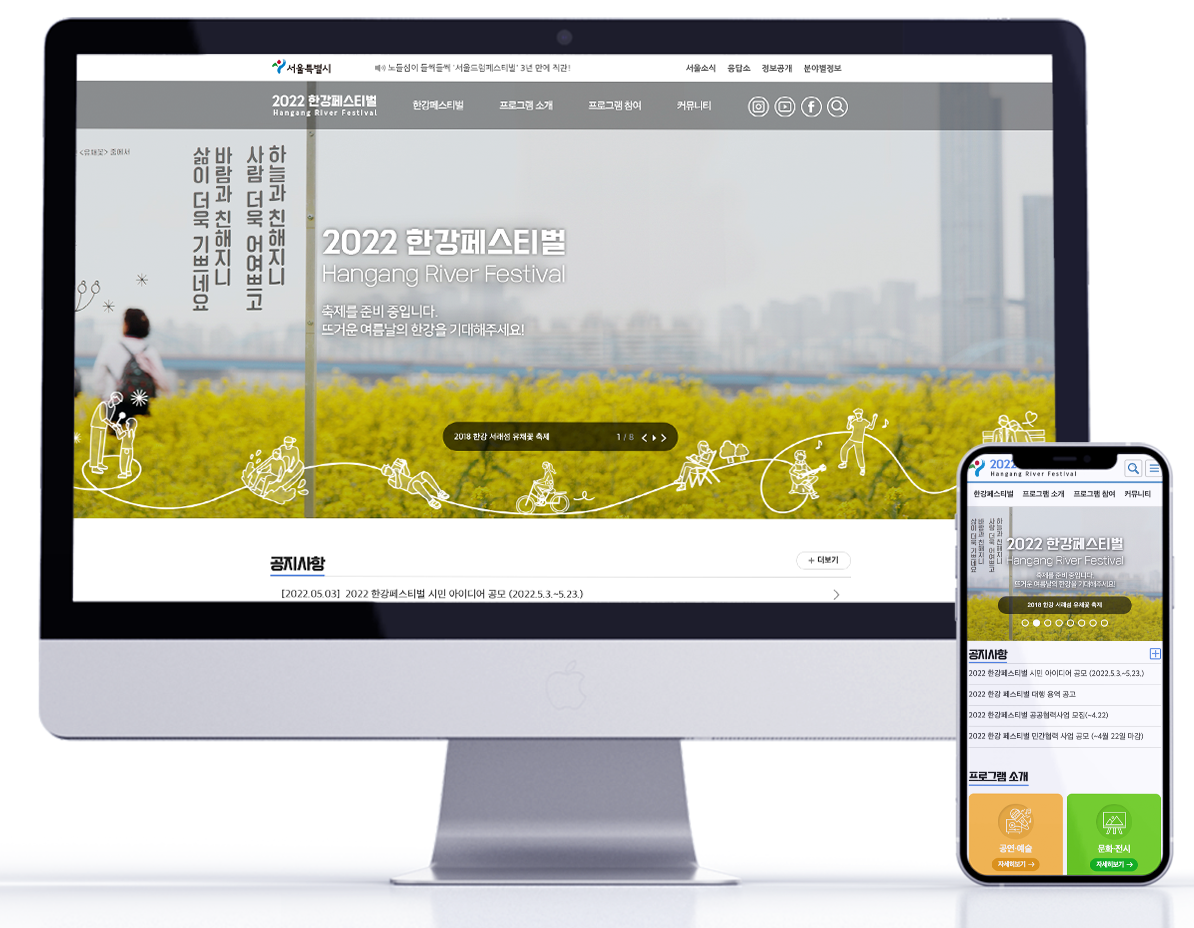 서울특별시
노들섬이 들썩들썩 '서울드럼페스티벌' 3년 만에 직관!
서울소식 응답소 정보공개 분야별정보
2022 한강페스티벌
Hangang River Festival
한강페스티벌 프로그램 소개 프로그램 참여 커뮤니티
<유채꽃> 중에서
하늘과 친해지니
사람 더욱 어여쁘고
바람과 친해지니
삶이 더욱 기쁘네요
2022 한강페스티벌
Hangang River Festival
축제를 준비 중입니다.
뜨거운 여름날의 한강을 기대해주세요!
2018 한강 서래섬 유채꽃 축제 1 / 8
공지사항
+ 더보기
[2022.05.03] 2022 한강페스티벌 시민 아이디어 공모 (2022.5.3.~5.23.)
2022
Hangang River Festival
한강페스티벌 프로그램 소개 프로그램 참여 커뮤니티
하늘과 친해지니
사람 더욱 어여쁘고
바람과 친해지니
삶이 더욱 기쁘네요
2022 한강페스티벌
Hangang River Festival
축제를 준비 중입니다.
뜨거운 여름날의 한강을 기대해주세요!
2018 한강 서래섬 유채꽃 축제
공지사항
2022 한강페스티벌 시민 아이디어 공모 (2022.5.3.~5.23.)
2022 한강 페스티벌 대행 용역 공고
2022 한강페스티벌 공공협력사업 모집(~4.22)
2022 한강 페스티벌 민간협력 사업 공모 (~4월 22일 마감)
프로그램 소개
공연·예술
자세히보기 →
문화·전시
자세히보기 →